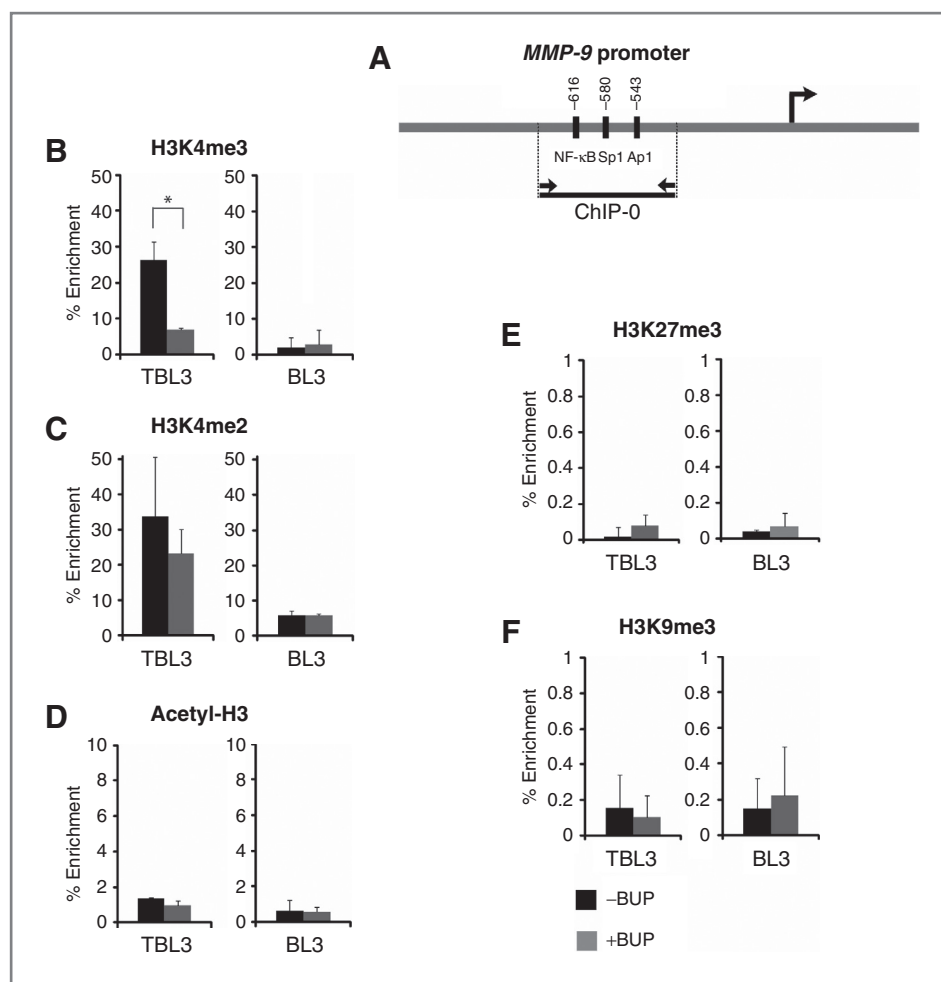 A
MMP-9 promoter
–616
–580
–543
NF-κB Sp1 Ap1
ChIP-0
B
H3K4me3
% Enrichment
50
40
30
20
10
0
*
TBL3
50
40
30
20
10
0
BL3
C
H3K4me2
% Enrichment
50
40
30
20
10
0
TBL3
50
40
30
20
10
0
BL3
D
Acetyl-H3
% Enrichment
10
8
6
4
2
0
TBL3
10
8
6
4
2
0
BL3
E
H3K27me3
% Enrichment
1
0.8
0.6
0.4
0.2
0
TBL3
1
0.8
0.6
0.4
0.2
0
BL3
F
H3K9me3
% Enrichment
1
0.8
0.6
0.4
0.2
0
TBL3
1
0.8
0.6
0.4
0.2
0
BL3
–BUP
+BUP